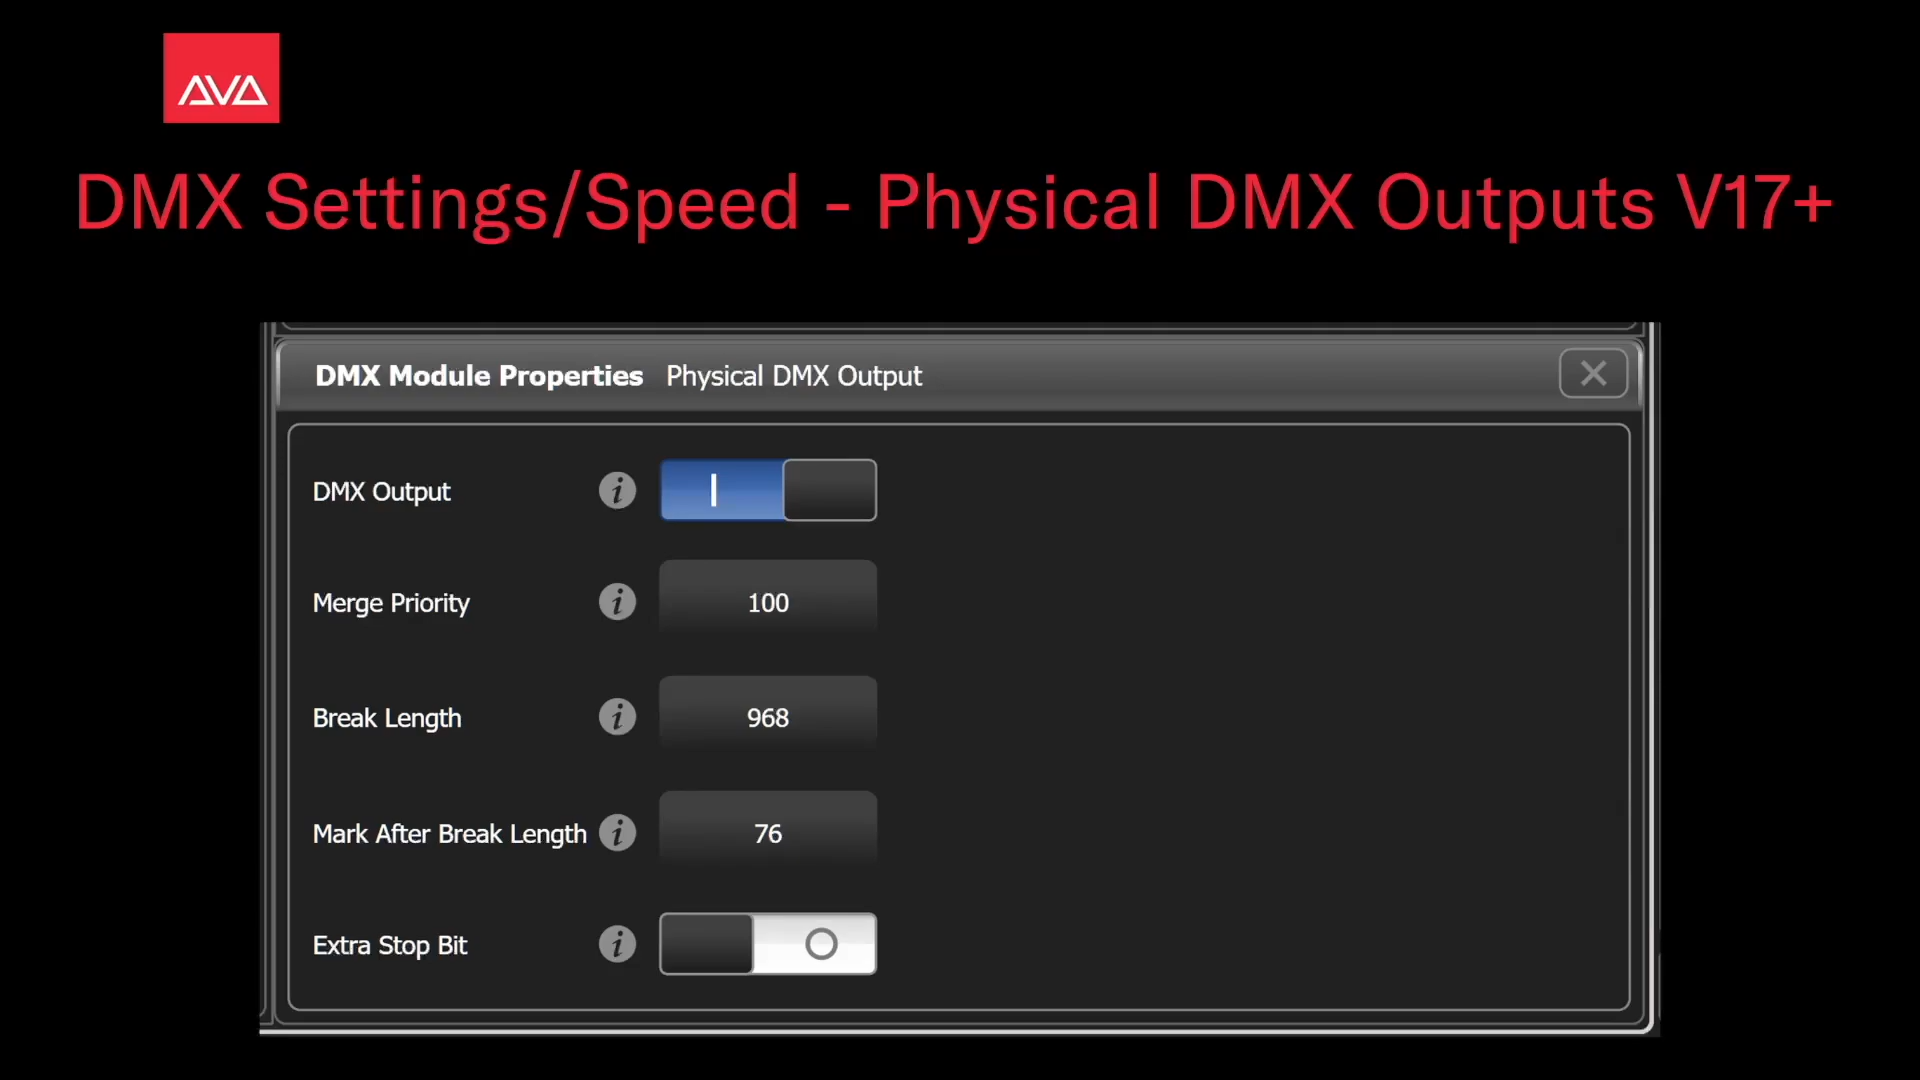 AVA
DMX Settings/Speed - Physical DMX Outputs V17+
DMX Module Properties Physical DMX Output
DMX Output
Merge Priority 100
Break Length 968
Mark After Break Length 76
Extra Stop Bit